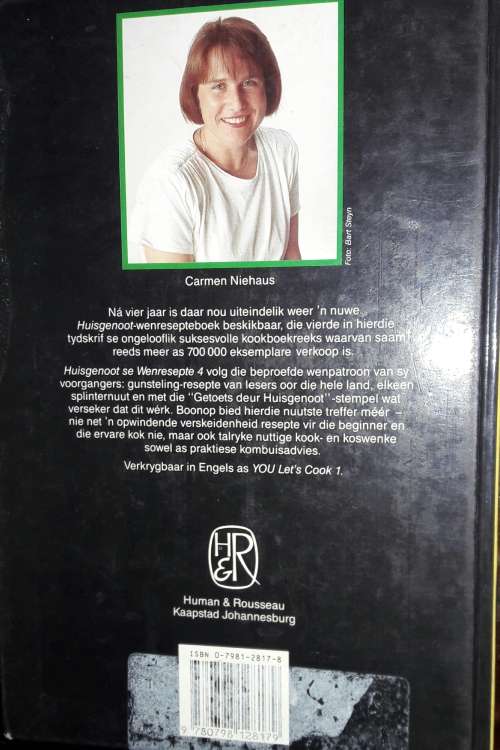 Foto: Bart Steyn
Carmen Niehaus
Ná vier jaar is daar nou uiteindelik weer 'n nuwe
Huisgenoot-wenresepteboek beskikbaar, die vierde in hierdie
tydskrif se ongelooflik suksesvolle kookboekreeks waarvan saam
reeds meer as 700 000 eksemplare verkoop is.
Huisgenoot se Wenresepte 4 volg die beproefde wenpatroon van sy
voorgangers: gunsteling-resepte van lesers oor die hele land, elkeen
splinternuut en met die "Getoets deur Huisgenoot"-stempel wat
verseker dat dit wérk. Boonop bied hierdie nuutste treffer méér –
nie net 'n opwindende verskeidenheid resepte vir die beginner en
die ervare kok nie, maar ook talryke nuttige kook- en koswenke
sowel as praktiese kombuisadvies.
Verkrygbaar in Engels as YOU Let's Cook 1.
H
&R
Human & Rousseau
Kaapstad Johannesburg
ISBN 0-7981-2817-8
9 780798 128179